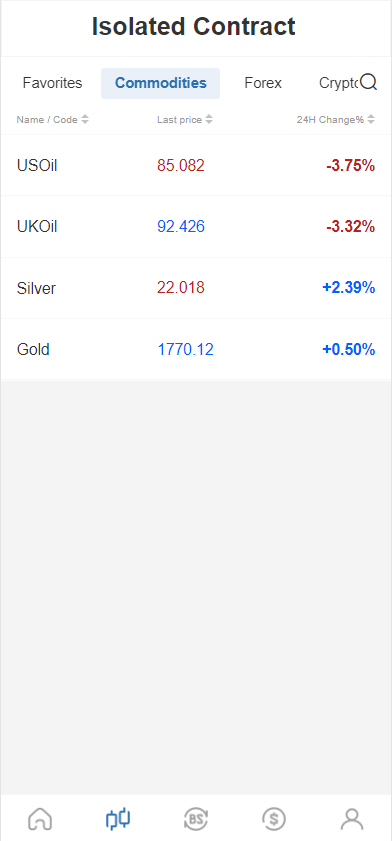 Isolated Contract
Favorites Commodities Forex Crypto
Name / Code Last price 24H Change%
USOil 85.082 -3.75%
UKOil 92.426 -3.32%
Silver 22.018 +2.39%
Gold 1770.12 +0.50%
BS $